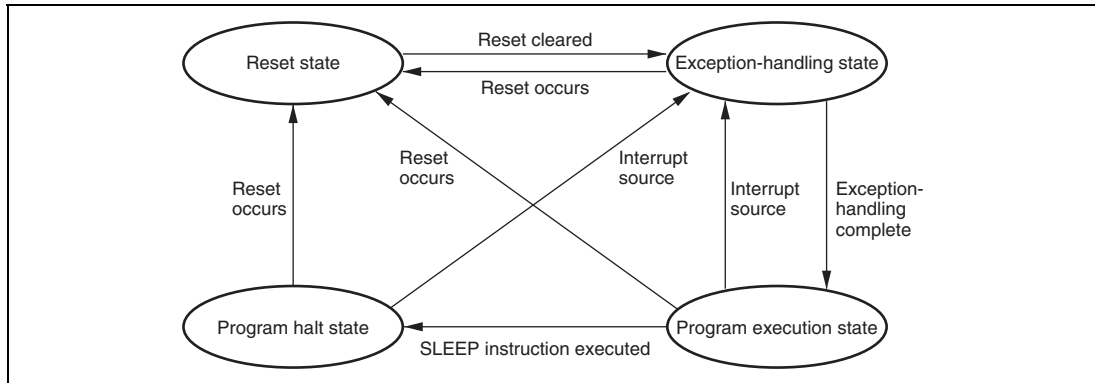 Reset cleared
Reset state
Exception-handling state
Reset occurs
Reset
occurs
Interrupt
source
Reset
occurs
Interrupt
source
Exception-
handling
complete
Program halt state
Program execution state
SLEEP instruction executed